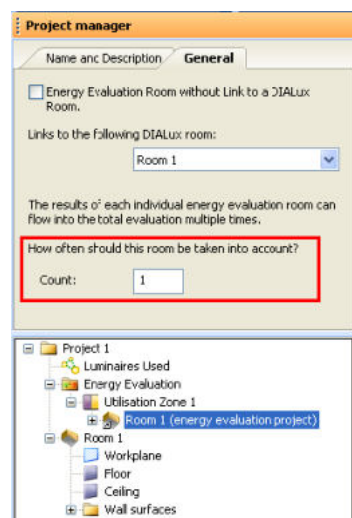 Project manager
Name anc Description
General
Energy Evaluation Room without Link to a DIALux
Room.
Links to the following DIALux room:
Room 1
The results of each individual energy evaluation room can
flow into the total evaluation multiple times.
How often should this room be taken into account?
Count:
1
Project 1
Luminaires Used
Energy Evaluation
Utilisation Zone 1
Room 1 (energy evaluation project)
Room 1
Workplane
Floor
Ceiling
Wall surfaces